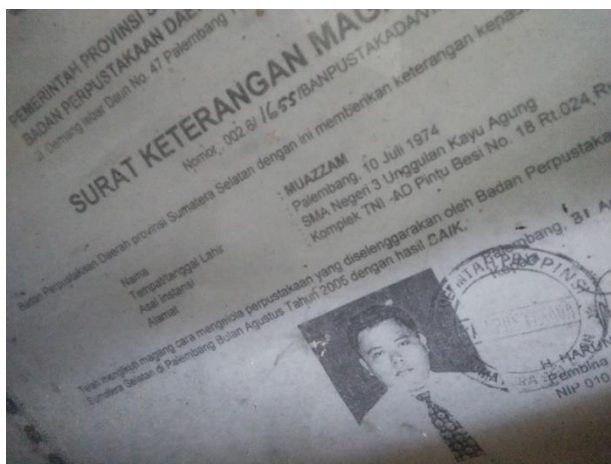 PEMERINTAH PROVINSI S
BADAN PERPUSTAKAAN DAER
Jl. Demang lebar Daun No. 47 Palembang
SURAT KETERANGAN MAG
Nomor. 002.6/1655/BANPUSTAKADA/
Badan Perpustakaan Daerah provinsi Sumatera Selatan dengan ini memberikan keterangan kepad
Nama : MUAZZAM
Tempat/tanggal Lahir : Palembang, 10 Juli 1974
Asal Instansi : SMA Negeri 3 Unggulan Kayu Agung
Alamat : Komplek TNI -AD Pintu Besi No. 18 Rt.024, R
Telah mengikuti magang cara mengelola perpustakaan yang diselenggarakan oleh Badan Perpustaka
Sumatera Selatan di Palembang Bulan Agustus Tahun 2005 dengan hasil BAIK.
Palembang, 31 A
H. HARUN
Pembina
NIP 010